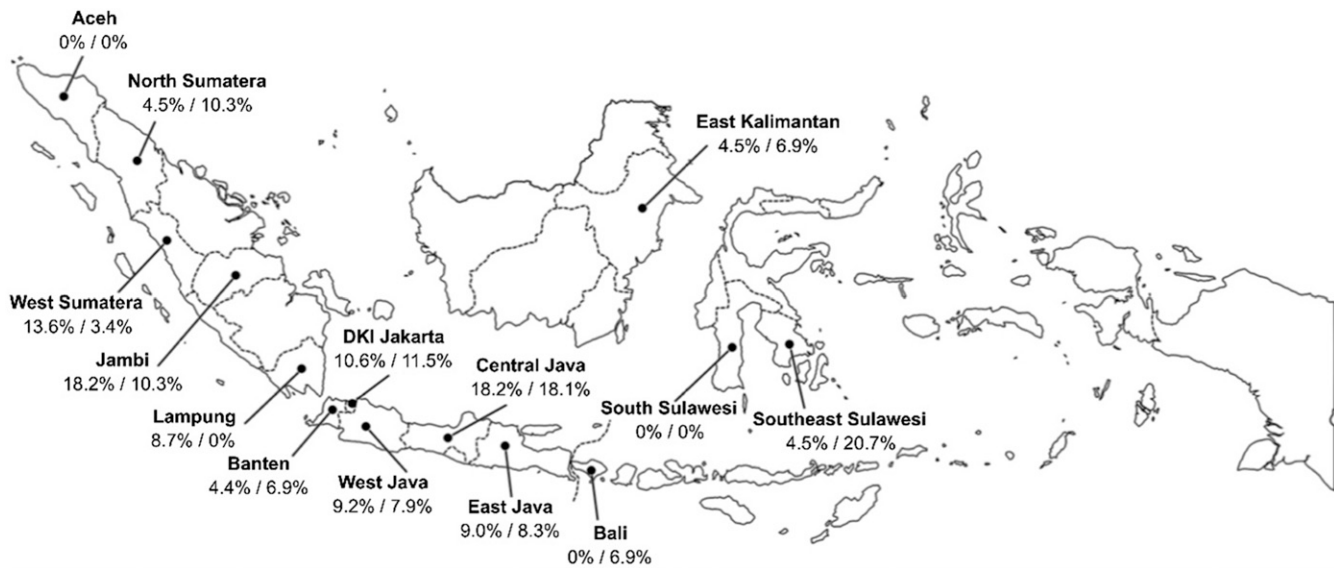 Aceh
0% / 0%
North Sumatera
4.5% / 10.3%
East Kalimantan
4.5% / 6.9%
West Sumatera
13.6% / 3.4%
Jambi
18.2% / 10.3%
DKI Jakarta
10.6% / 11.5%
Central Java
18.2% / 18.1%
Lampung
8.7% / 0%
South Sulawesi
0% / 0%
Southeast Sulawesi
4.5% / 20.7%
Banten
4.4% / 6.9%
West Java
9.2% / 7.9%
East Java
9.0% / 8.3%
Bali
0% / 6.9%